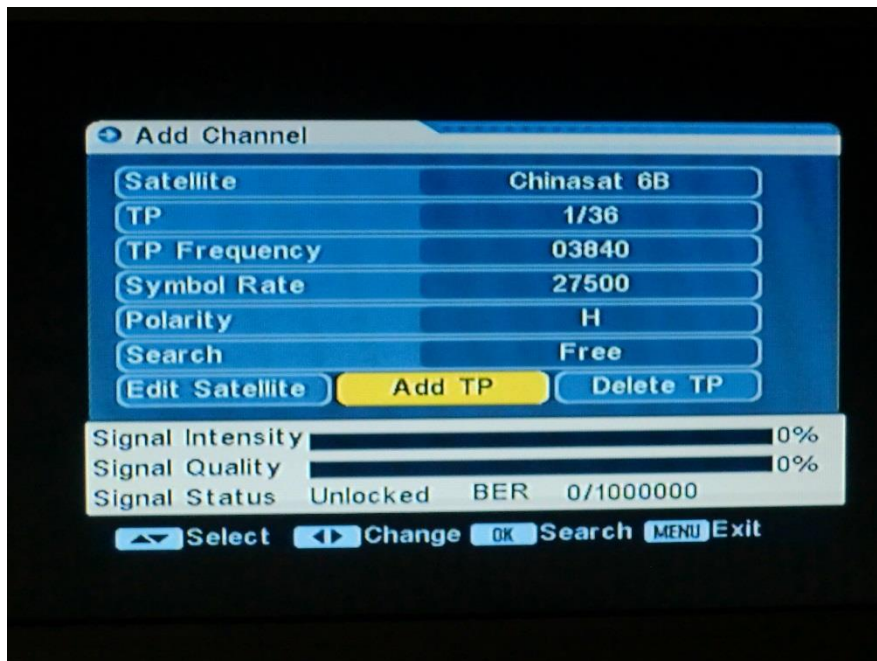 Add Channel
Satellite Chinasat 6B
TP 1/36
TP Frequency 03840
Symbol Rate 27500
Polarity H
Search Free
Edit Satellite Add TP Delete TP
Signal Intensity 0%
Signal Quality 0%
Signal Status Unlocked BER 0/1000000
Select Change OK Search MENU Exit